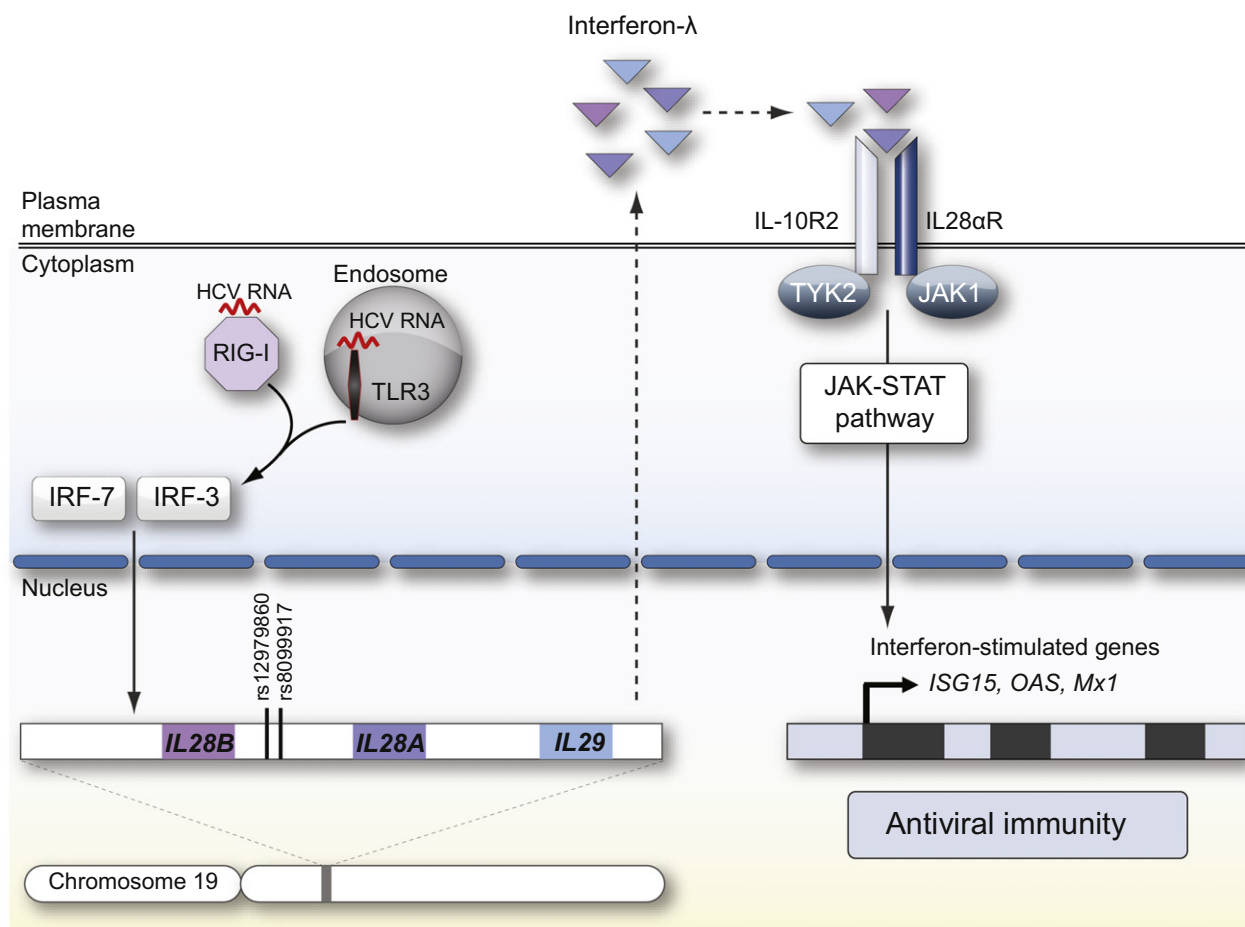 Interferon-λ
Plasma
membrane
IL-10R2
IL28αR
Cytoplasm
Endosome
HCV RNA
HCV RNA
RIG-I
TLR3
TYK2
JAK1
JAK-STAT
pathway
IRF-7
IRF-3
Nucleus
rs12979860
rs8099917
Interferon-stimulated genes
ISG15, OAS, Mx1
IL28B
IL28A
IL29
Antiviral immunity
Chromosome 19